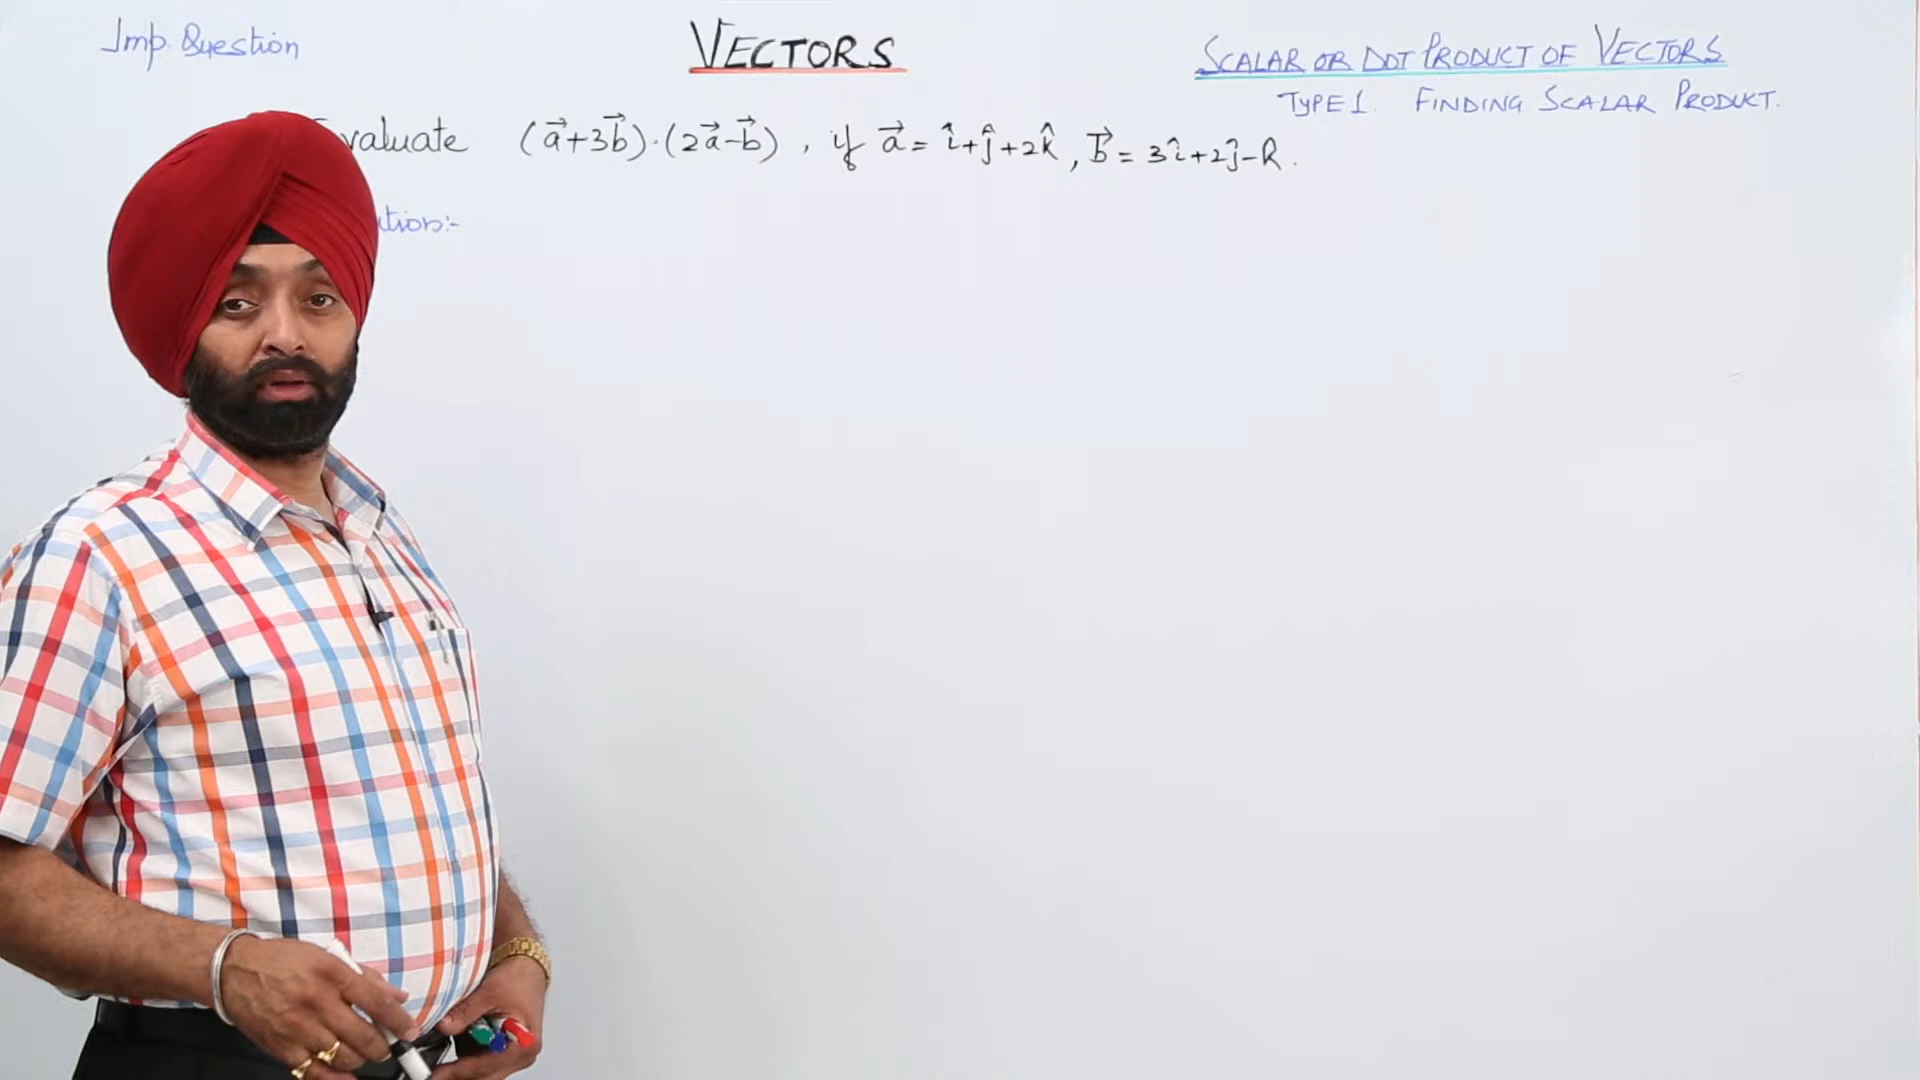 Imp. Question
VECTORS
SCALAR OR DOT PRODUCT OF VECTORS
TYPE 1. FINDING SCALAR PRODUCT.
valuate (a⃗+3b⃗)·(2a⃗-b⃗), if a⃗ = î+ĵ+2k̂, b⃗ = 3î+2ĵ-k.
ution:-